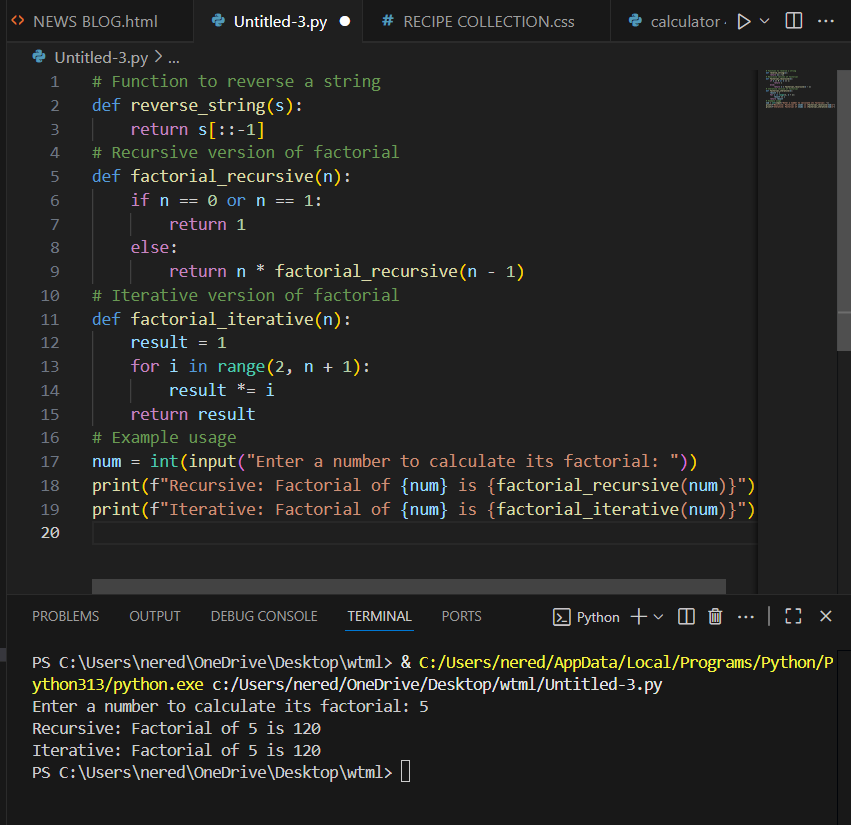 NEWS BLOG.html Untitled-3.py RECIPE COLLECTION.css calculator
Untitled-3.py > ...
1 # Function to reverse a string
2 def reverse_string(s):
3     return s[::-1]
4 # Recursive version of factorial
5 def factorial_recursive(n):
6     if n == 0 or n == 1:
7         return 1
8     else:
9         return n * factorial_recursive(n - 1)
10 # Iterative version of factorial
11 def factorial_iterative(n):
12     result = 1
13     for i in range(2, n + 1):
14         result *= i
15     return result
16 # Example usage
17 num = int(input("Enter a number to calculate its factorial: "))
18 print(f"Recursive: Factorial of {num} is {factorial_recursive(num)}")
19 print(f"Iterative: Factorial of {num} is {factorial_iterative(num)}")
20
PROBLEMS OUTPUT DEBUG CONSOLE TERMINAL PORTS Python
PS C:\Users\nered\OneDrive\Desktop\wtml> & C:/Users/nered/AppData/Local/Programs/Python/P
ython313/python.exe c:/Users/nered/OneDrive/Desktop/wtml/Untitled-3.py
Enter a number to calculate its factorial: 5
Recursive: Factorial of 5 is 120
Iterative: Factorial of 5 is 120
PS C:\Users\nered\OneDrive\Desktop\wtml>